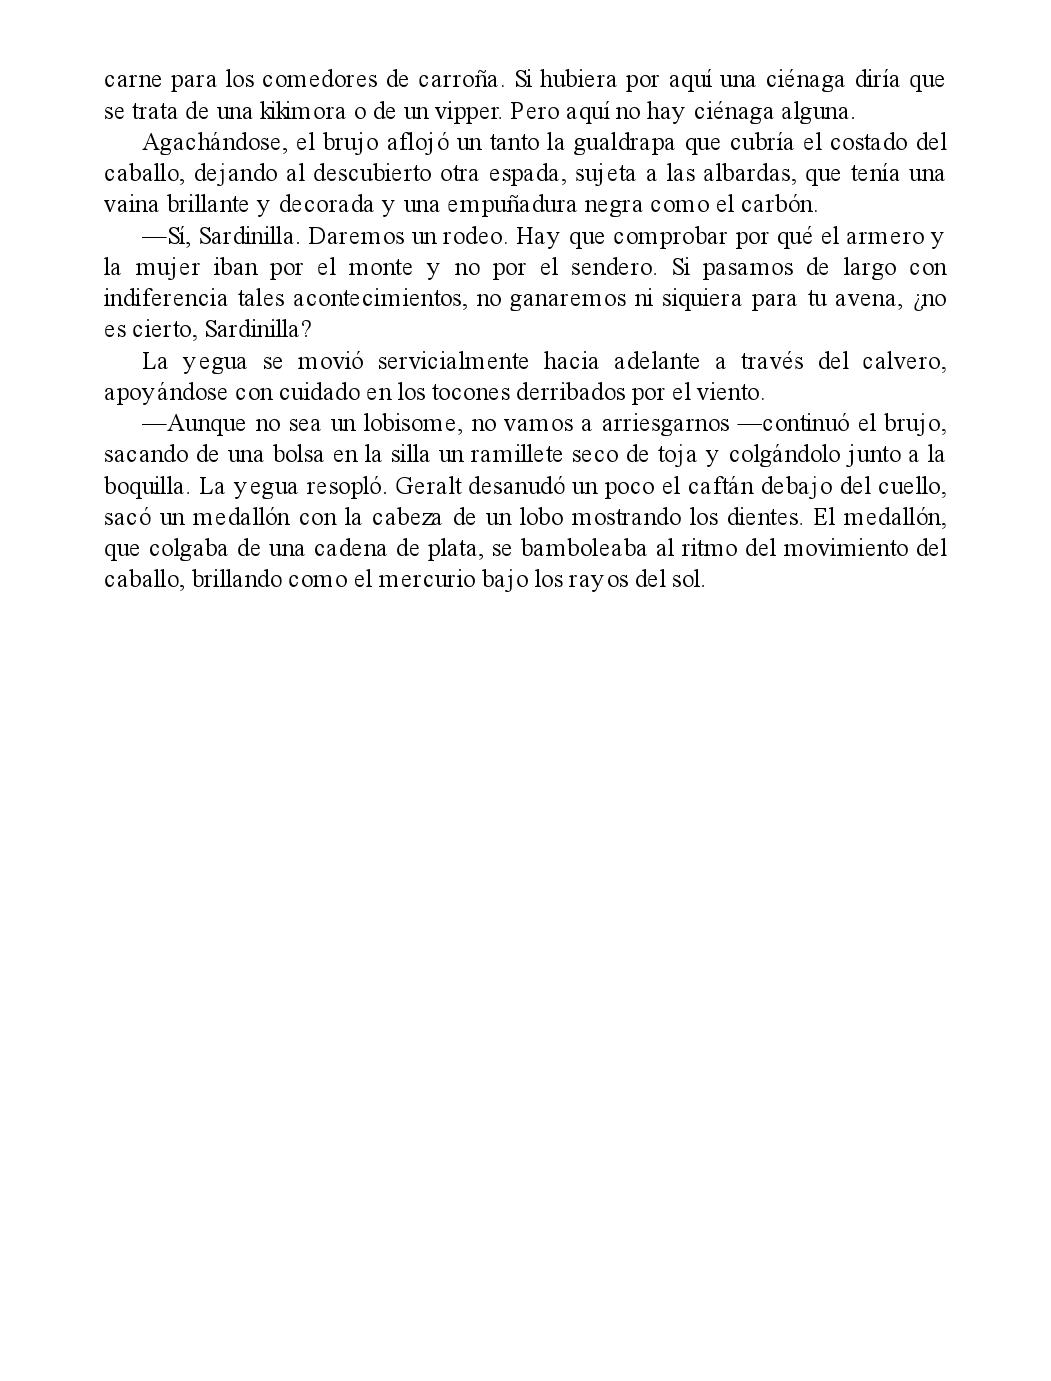 carne para los comedores de carroña. Si hubiera por aquí una ciénaga diría que
se trata de una kikimora o de un vipper. Pero aquí no hay ciénaga alguna.
Agachándose, el brujo aflojó un tanto la gualdrapa que cubría el costado del
caballo, dejando al descubierto otra espada, sujeta a las albardas, que tenía una
vaina brillante y decorada y una empuñadura negra como el carbón.
—Sí, Sardinilla. Daremos un rodeo. Hay que comprobar por qué el armero y
la mujer iban por el monte y no por el sendero. Si pasamos de largo con
indiferencia tales acontecimientos, no ganaremos ni siquiera para tu avena, ¿no
es cierto, Sardinilla?
La yegua se movió servicialmente hacia adelante a través del calvero,
apoyándose con cuidado en los tocones derribados por el viento.
—Aunque no sea un lobisome, no vamos a arriesgarnos —continuó el brujo,
sacando de una bolsa en la silla un ramillete seco de toja y colgándolo junto a la
boquilla. La yegua resopló. Geralt desanudó un poco el caftán debajo del cuello,
sacó un medallón con la cabeza de un lobo mostrando los dientes. El medallón,
que colgaba de una cadena de plata, se bamboleaba al ritmo del movimiento del
caballo, brillando como el mercurio bajo los rayos del sol.